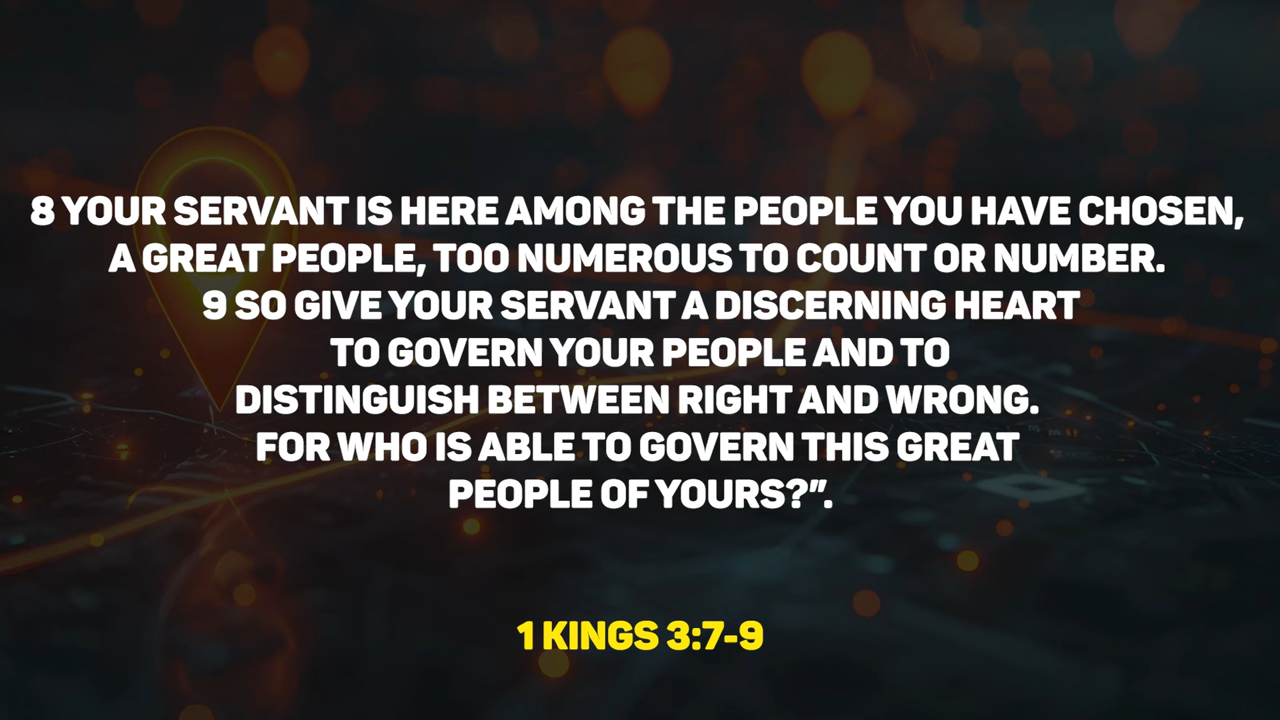 8 YOUR SERVANT IS HERE AMONG THE PEOPLE YOU HAVE CHOSEN,
A GREAT PEOPLE, TOO NUMEROUS TO COUNT OR NUMBER.
9 SO GIVE YOUR SERVANT A DISCERNING HEART
TO GOVERN YOUR PEOPLE AND TO
DISTINGUISH BETWEEN RIGHT AND WRONG.
FOR WHO IS ABLE TO GOVERN THIS GREAT
PEOPLE OF YOURS?”.
1 KINGS 3:7-9